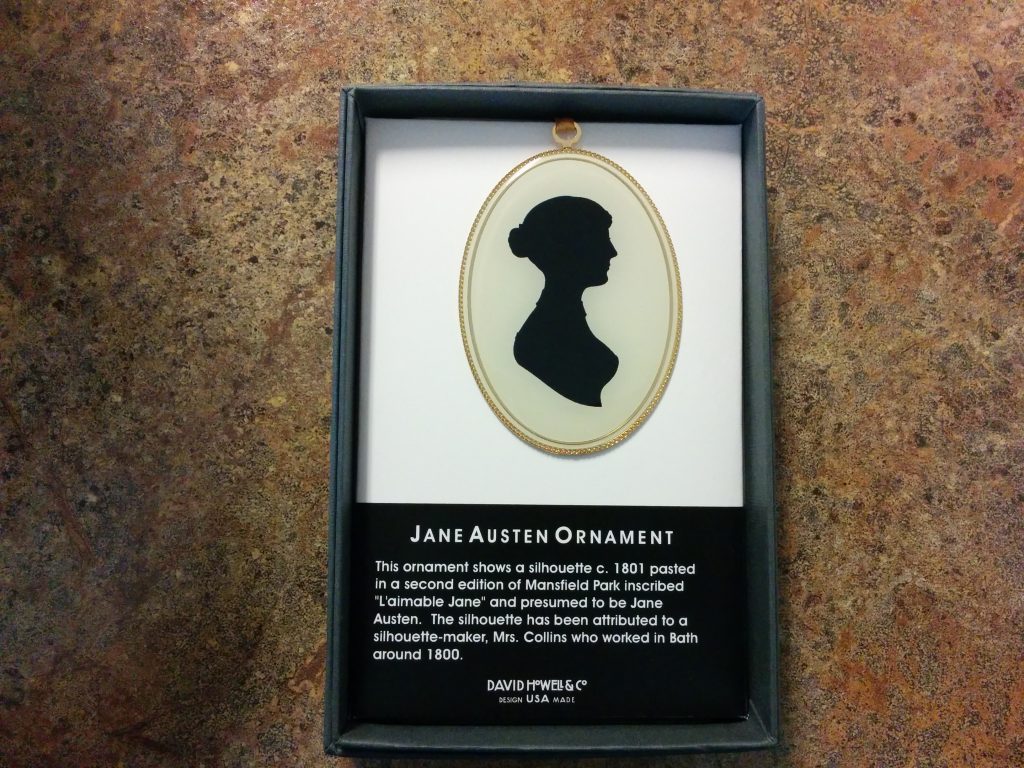 JANE AUSTEN ORNAMENT
This ornament shows a silhouette c. 1801 pasted
in a second edition of Mansfield Park inscribed
"L'aimable Jane" and presumed to be Jane
Austen. The silhouette has been attributed to a
silhouette-maker, Mrs. Collins who worked in Bath
around 1800.
DAVID HOWELL & CO
DESIGN USA MADE